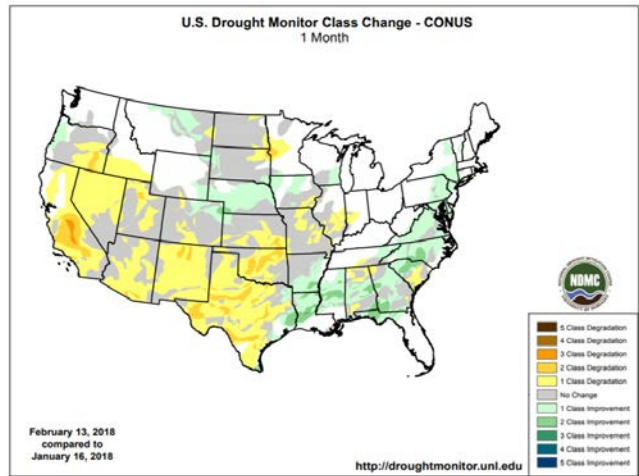 U.S. Drought Monitor Class Change - CONUS
1 Month
NDMC
5 Class Degradation
4 Class Degradation
3 Class Degradation
2 Class Degradation
1 Class Degradation
No Change
1 Class Improvement
2 Class Improvement
3 Class Improvement
4 Class Improvement
5 Class Improvement
February 13, 2018
compared to
January 16, 2018
http://droughtmonitor.unl.edu